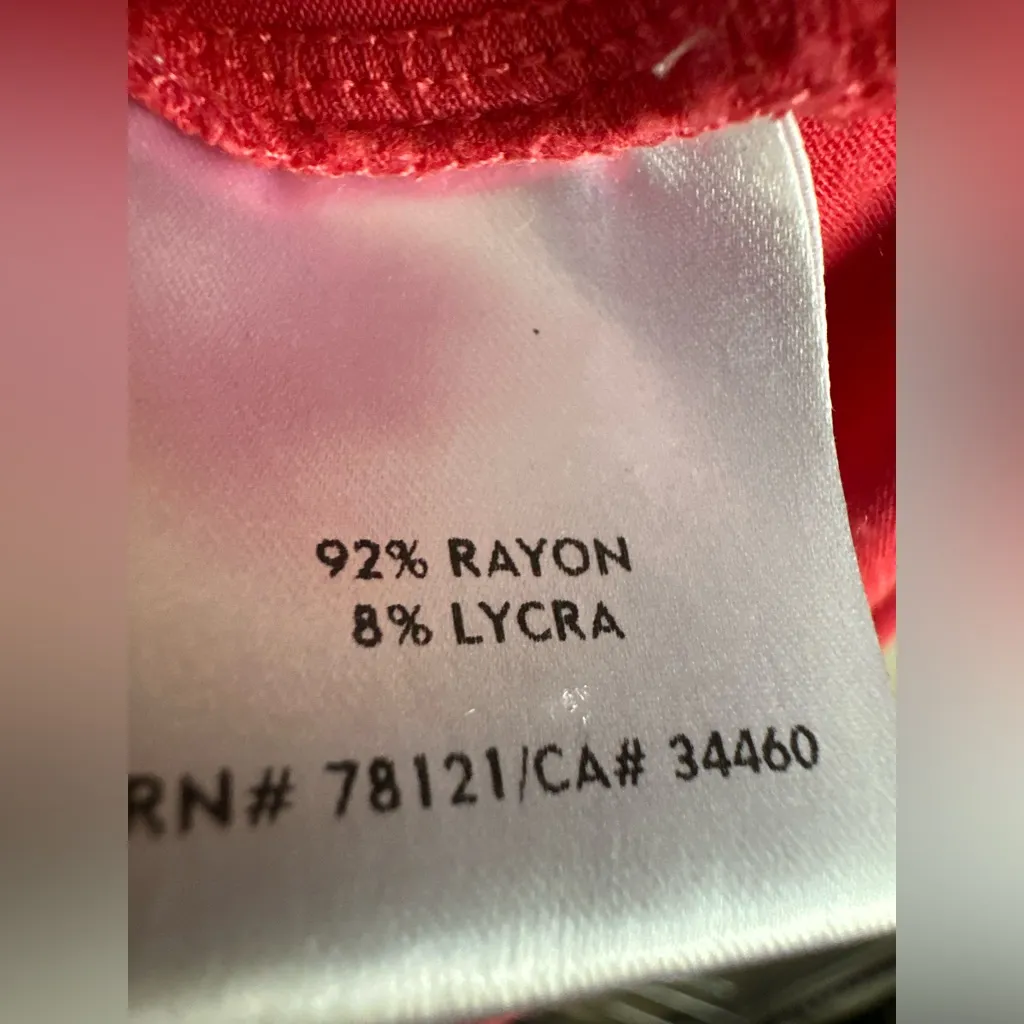 92% RAYON
8% LYCRA
RN# 78121/CA# 34460